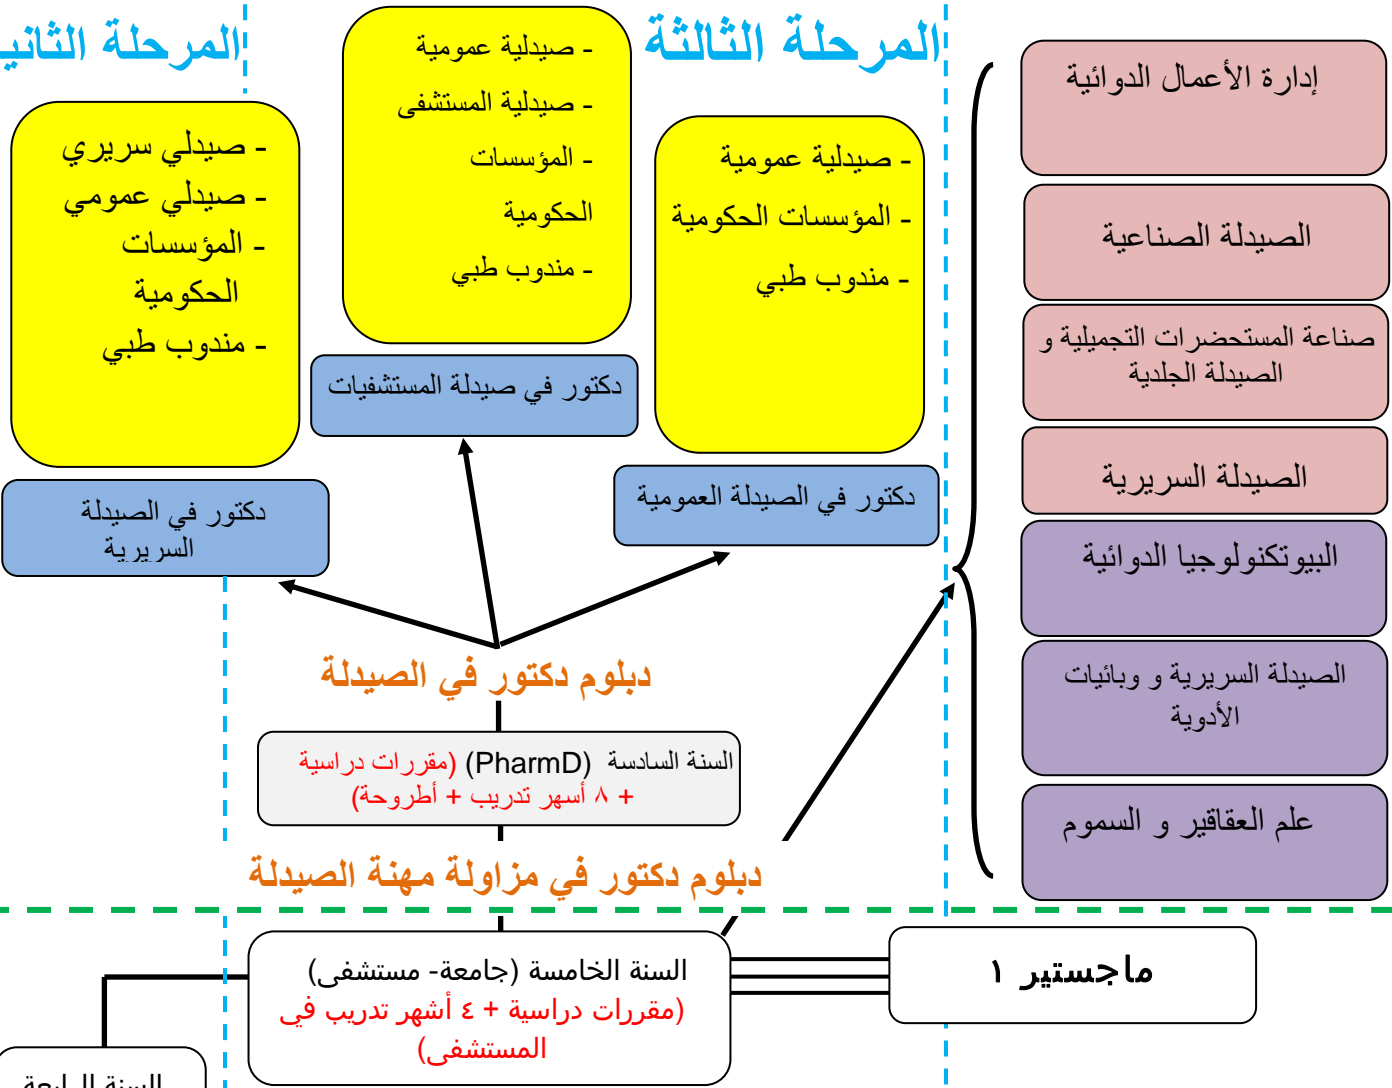 المرحلة الثالثة
المرحلة
إدارة الأعمال الدوائية
الصيدلة الصناعية
صناعة المستحضرات التجميلية و
الصيدلة الجلدية
الصيدلة السريرية
البيوتكنولوجيا الدوائية
الصيدلة السريرية و وبائيات
الأدوية
علم العقاقير و السموم
- صيدلية عمومية
- المؤسسات الحكومية
- مندوب طبي
دكتور في الصيدلة العمومية
- صيدلية عمومية
- صيدلية المستشفى
- المؤسسات
الحكومية
- مندوب طبي
دكتور في صيدلة المستشفيات
- صيدلي سريري
- صيدلي عمومي
- المؤسسات
الحكومية
- مندوب طبي
دكتور في الصيدلة
السريرية
دبلوم دكتور في الصيدلة
السنة السادسة (PharmD) (مقررات دراسية
+ ٨ أسهر تدريب + أطروحة)
دبلوم دكتور في مزاولة مهنة الصيدلة
السنة الخامسة (جامعة- مستشفى)
(مقررات دراسية + ٤ أشهر تدريب في
المستشفى)
ماجستير ١
السنة الرابعة